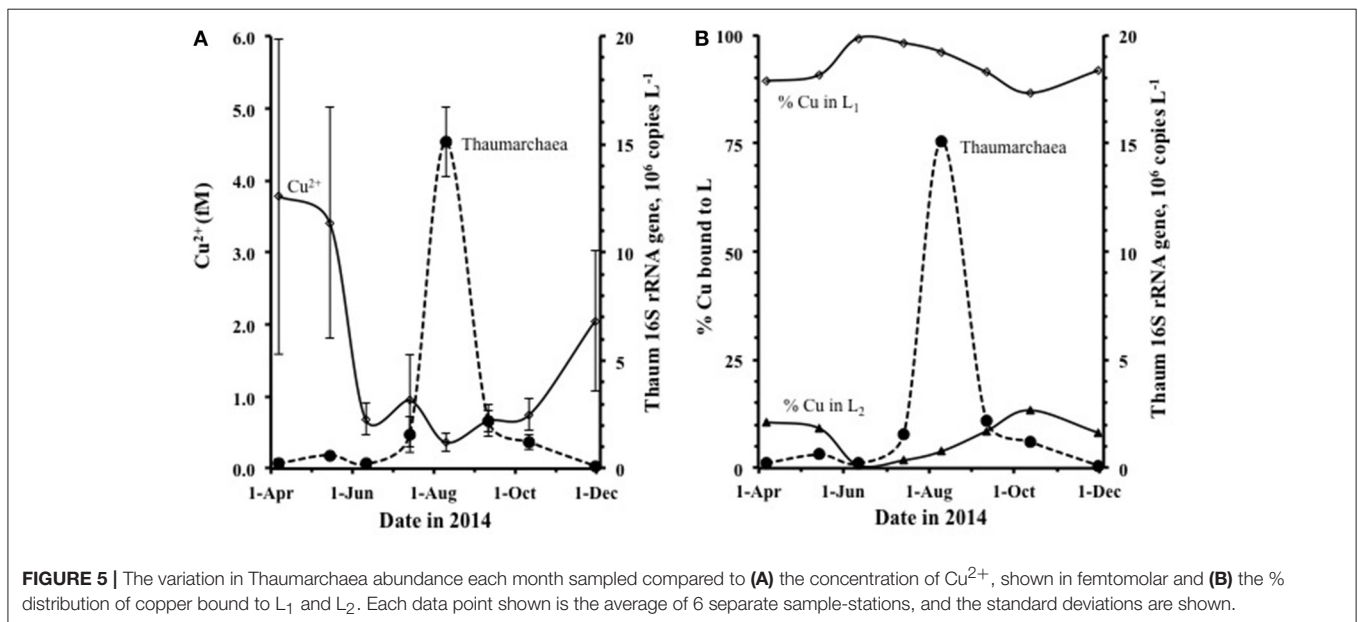 A
6.0
5.0
4.0
3.0
2.0
1.0
0.0
Cu²⁺ (fM)
Cu²⁺
Thaumarchaea
20
15
10
5
0
Thaum 16S rRNA gene, 10⁶ copies L⁻¹
1-Apr 1-Jun 1-Aug 1-Oct 1-Dec
Date in 2014
B
100
75
50
25
0
% Cu bound to L
% Cu in L₁
Thaumarchaea
% Cu in L₂
20
15
10
5
0
Thaum 16S rRNA gene, 10⁶ copies L⁻¹
1-Apr 1-Jun 1-Aug 1-Oct 1-Dec
Date in 2014
FIGURE 5 | The variation in Thaumarchaea abundance each month sampled compared to (A) the concentration of Cu²⁺, shown in femtomolar and (B) the %
distribution of copper bound to L₁ and L₂. Each data point shown is the average of 6 separate sample-stations, and the standard deviations are shown.